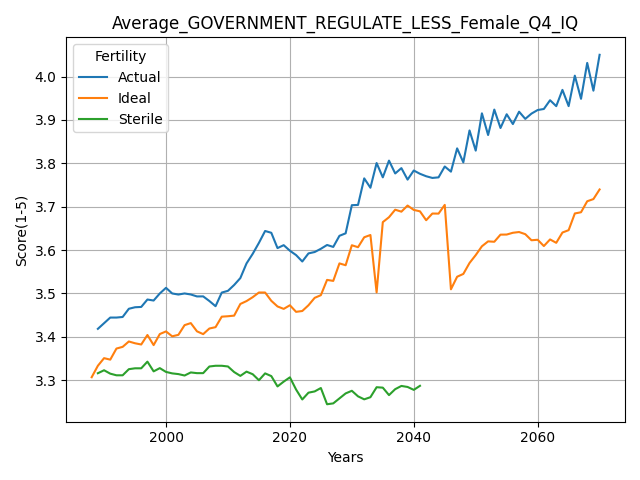 Average_GOVERNMENT_REGULATE_LESS_Female_Q4_IQ
Fertility
Actual
Ideal
Sterile
4.0
3.9
3.8
3.7
3.6
3.5
3.4
3.3
Score(1-5)
2000
2020
2040
2060
Years